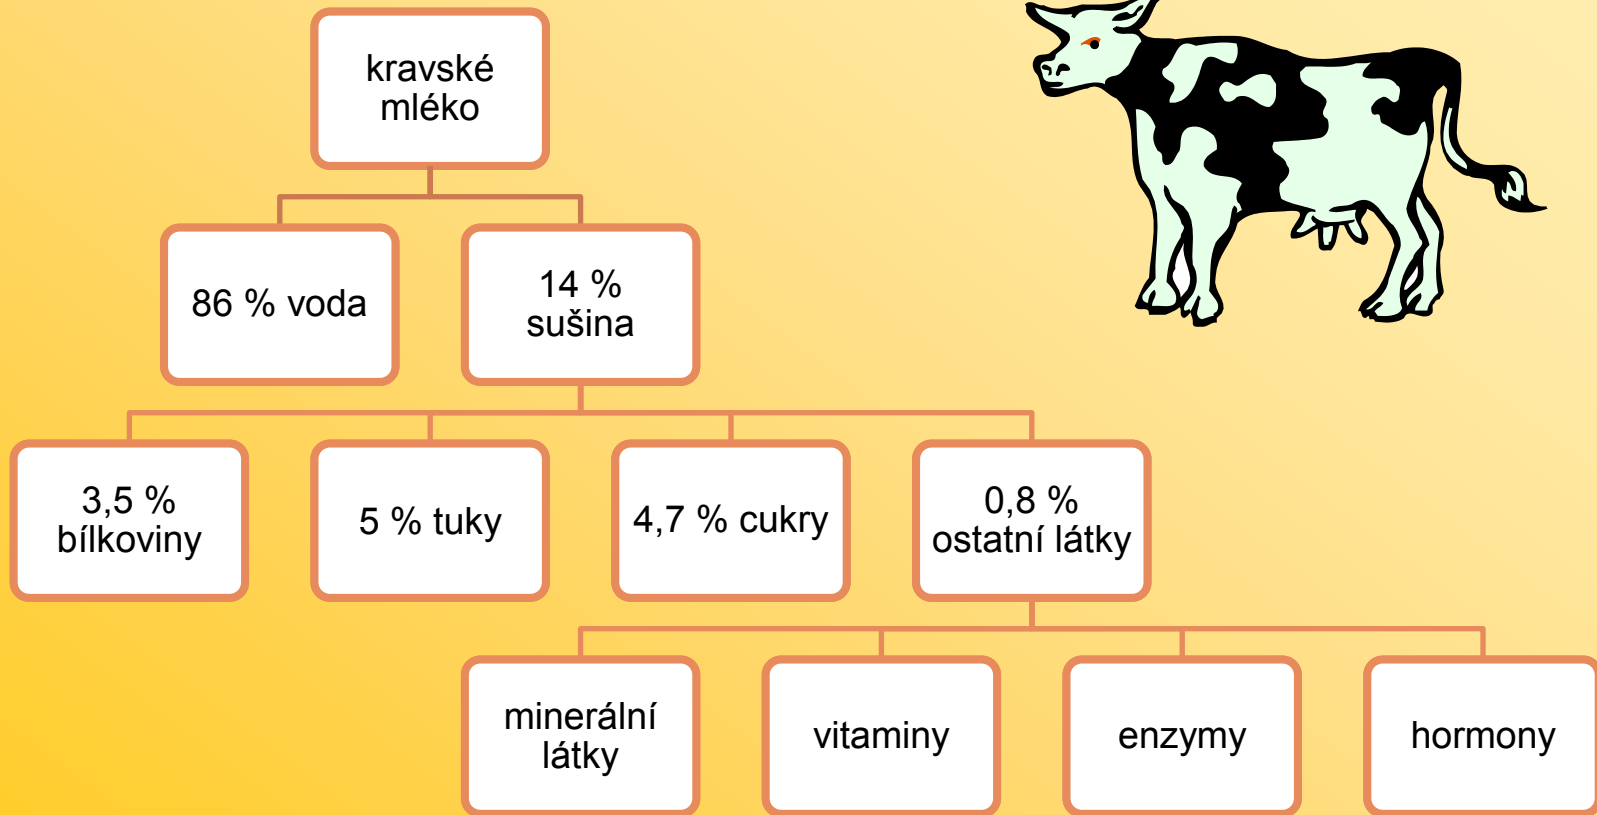 kravské
mléko
86 % voda
14 %
sušina
3,5 %
bílkoviny
5 % tuky
4,7 % cukry
0,8 %
ostatní látky
minerální
látky
vitaminy
enzymy
hormony